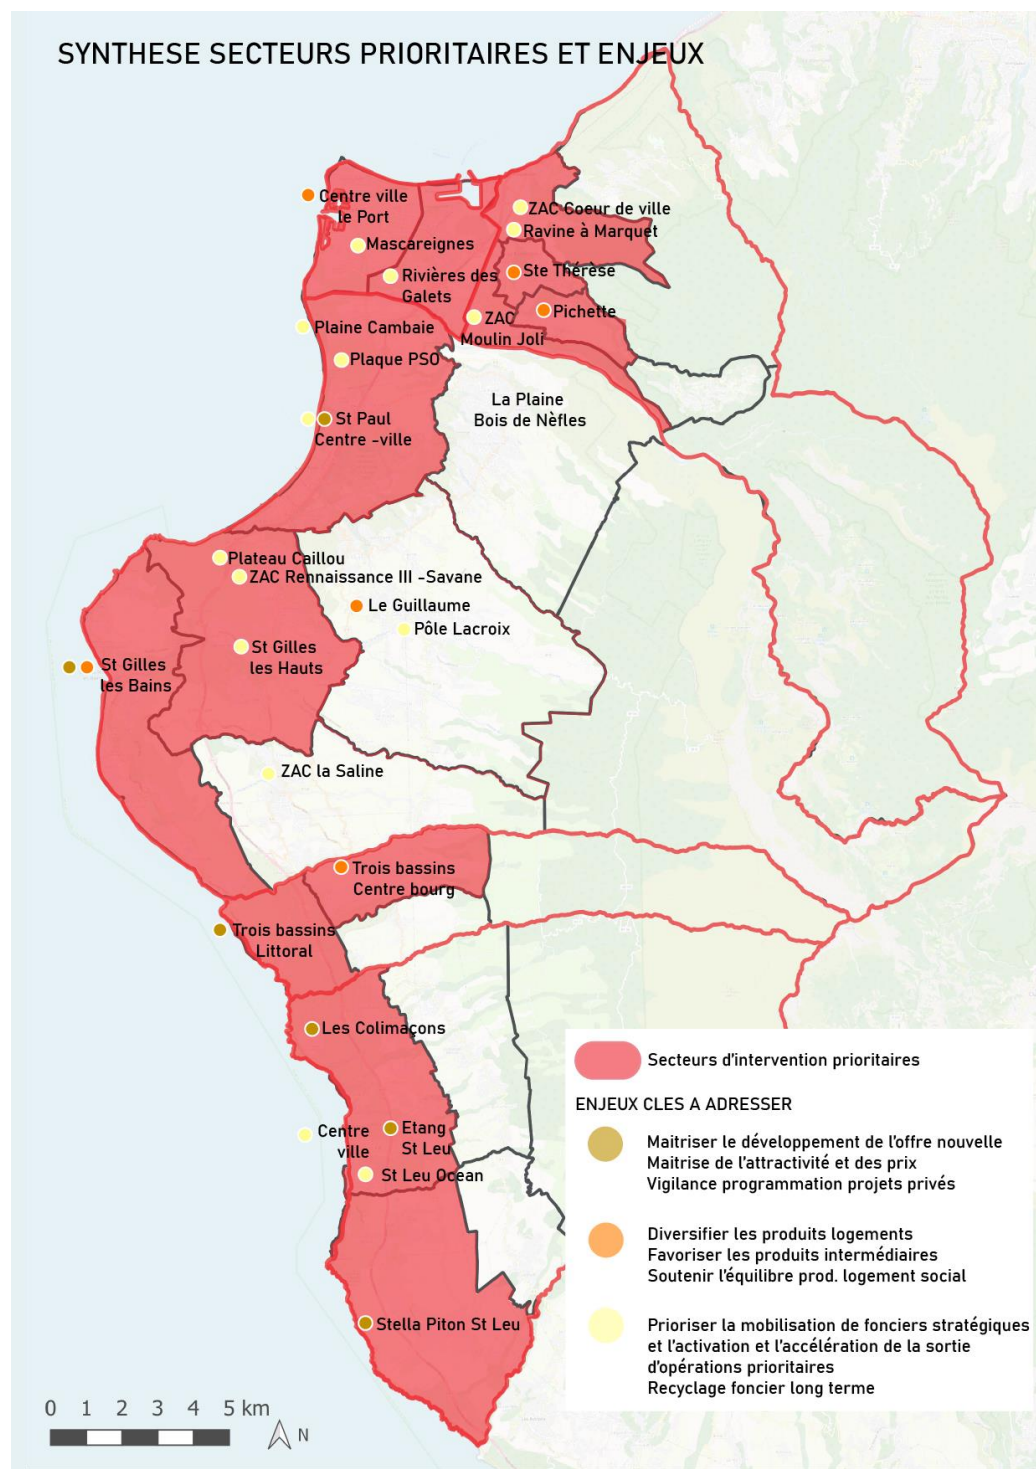 SYNTHESE SECTEURS PRIORITAIRES ET ENJEUX
Centre ville
le Port
Mascareignes
Rivières des
Galets
ZAC Coeur de ville
Ravine à Marquet
Ste Thérèse
Pichette
ZAC
Moulin Joli
Plaine Cambaie
Plaque PSO
St Paul
Centre -ville
La Plaine
Bois de Nèfles
Plateau Caillou
ZAC Rennaissance III -Savane
Le Guillaume
Pôle Lacroix
St Gilles
les Hauts
St Gilles
les Bains
ZAC la Saline
Trois bassins
Centre bourg
Trois bassins
Littoral
Les Colimaçons
Centre
ville
Etang
St Leu
St Leu Ocean
Stella Piton St Leu
Secteurs d'intervention prioritaires
ENJEUX CLES A ADRESSER
Maitriser le développement de l'offre nouvelle
Maitrise de l'attractivité et des prix
Vigilance programmation projets privés
Diversifier les produits logements
Favoriser les produits intermédiaires
Soutenir l'équilibre prod. logement social
Prioriser la mobilisation de fonciers stratégiques
et l'activation et l'accélération de la sortie
d'opérations prioritaires
Recyclage foncier long terme
0 1 2 3 4 5 km
N